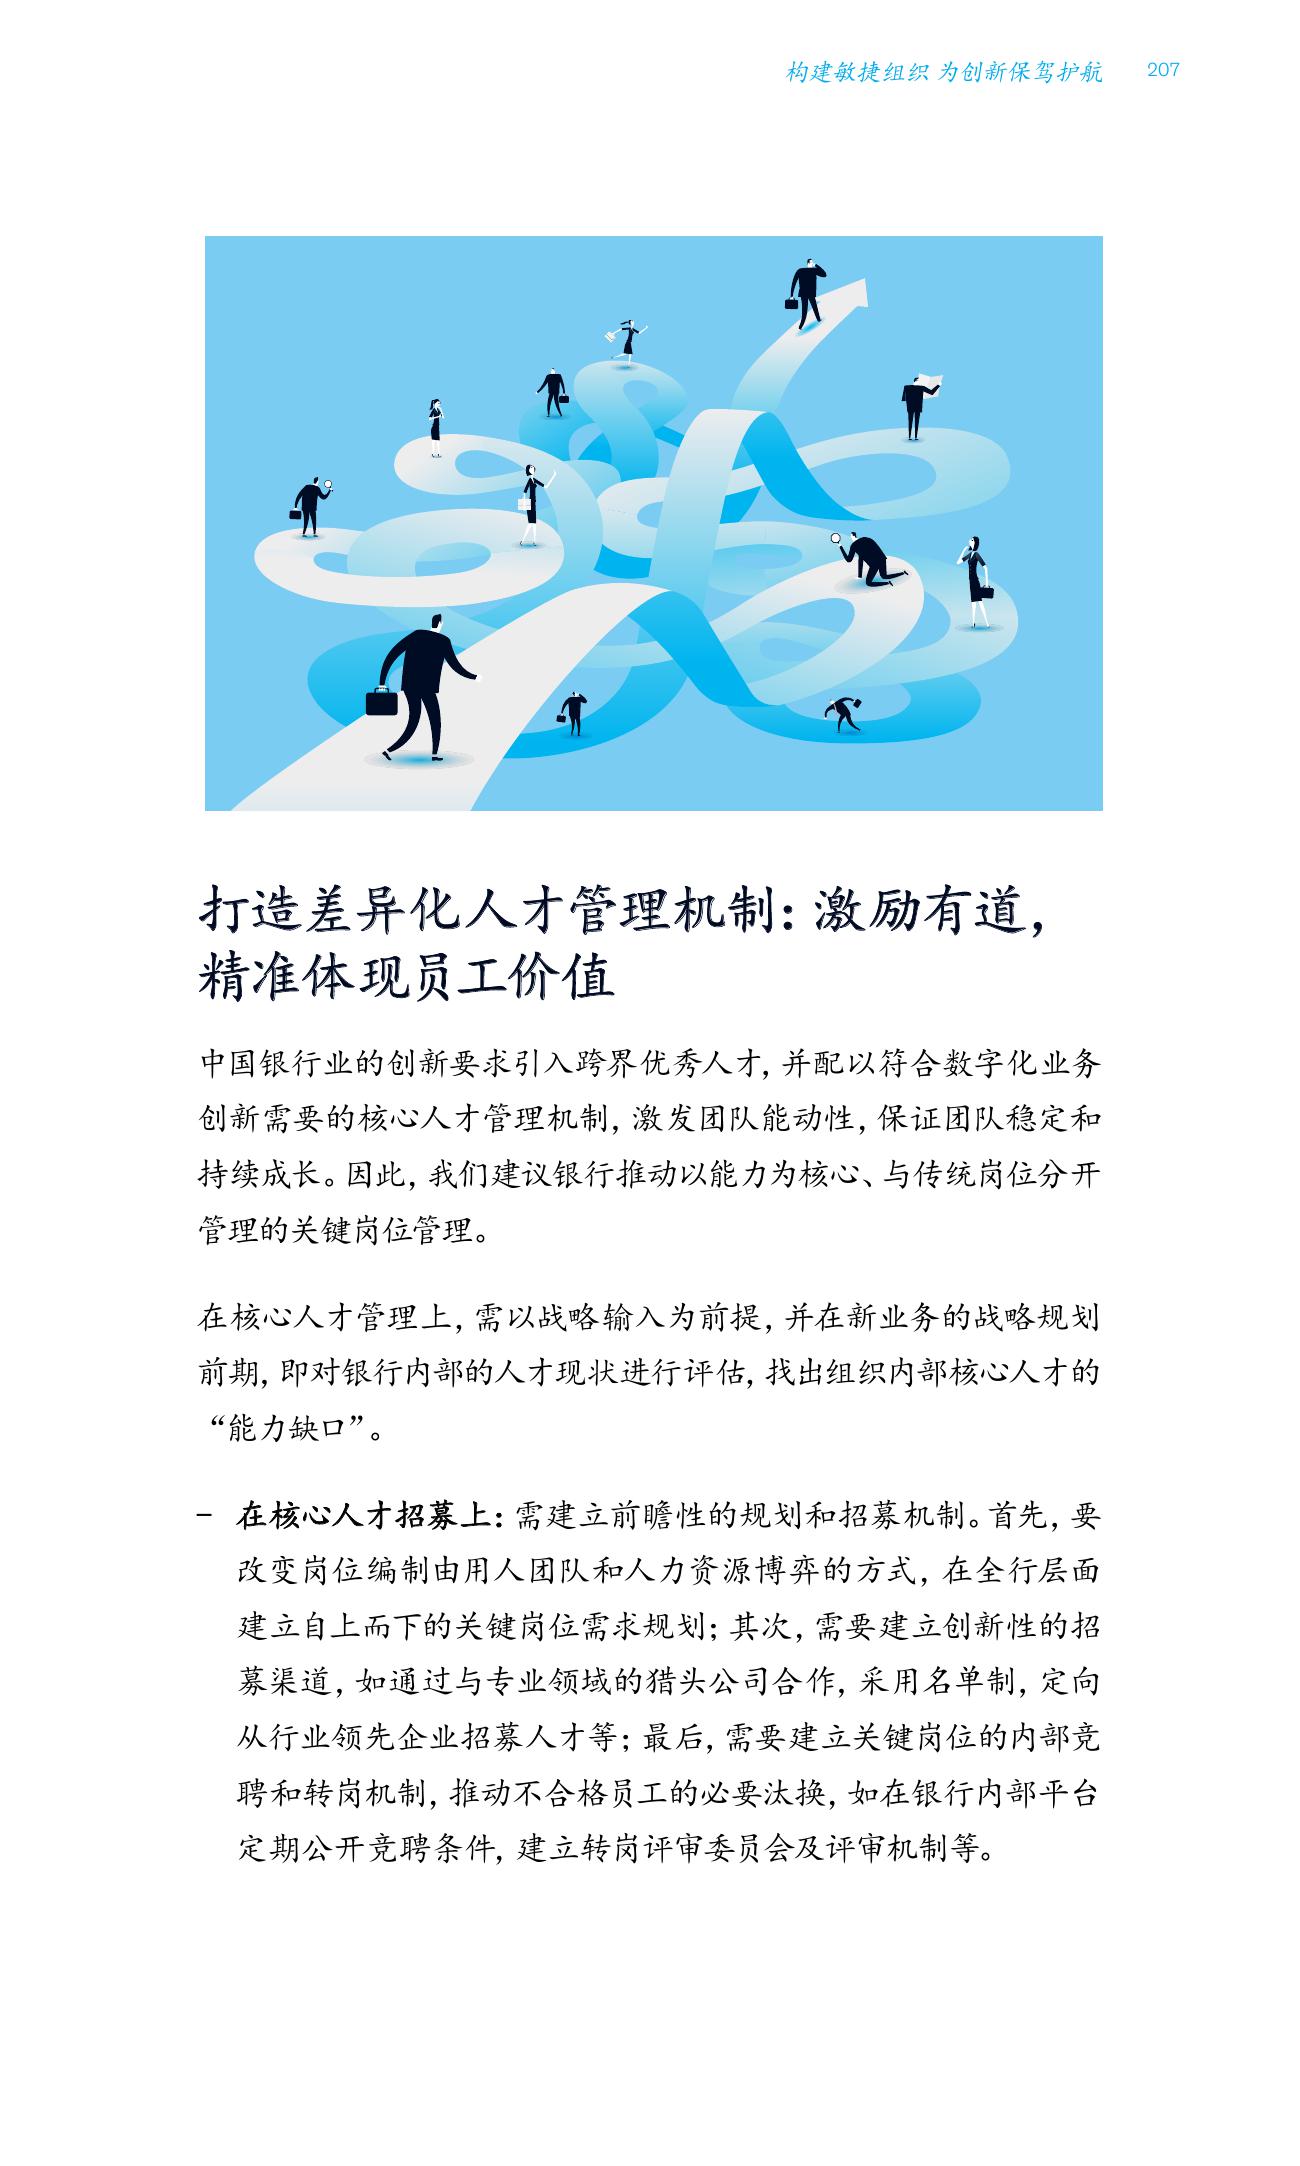 构建敏捷组织 为创新保驾护航 207
打造差异化人才管理机制：激励有道，
精准体现员工价值
中国银行业的创新要求引入跨界优秀人才，并配以符合数字化业务
创新需要的核心人才管理机制，激发团队能动性，保证团队稳定和
持续成长。因此，我们建议银行推动以能力为核心、与传统岗位分开
管理的关键岗位管理。
在核心人才管理上，需以战略输入为前提，并在新业务的战略规划
前期，即对银行内部的人才现状进行评估，找出组织内部核心人才的
“能力缺口”。
– 在核心人才招募上：需建立前瞻性的规划和招募机制。首先，要
改变岗位编制由用人团队和人力资源博弈的方式，在全行层面
建立自上而下的关键岗位需求规划；其次，需要建立创新性的招
募渠道，如通过与专业领域的猎头公司合作，采用名单制，定向
从行业领先企业招募人才等；最后，需要建立关键岗位的内部竞
聘和转岗机制，推动不合格员工的必要汰换，如在银行内部平台
定期公开竞聘条件，建立转岗评审委员会及评审机制等。